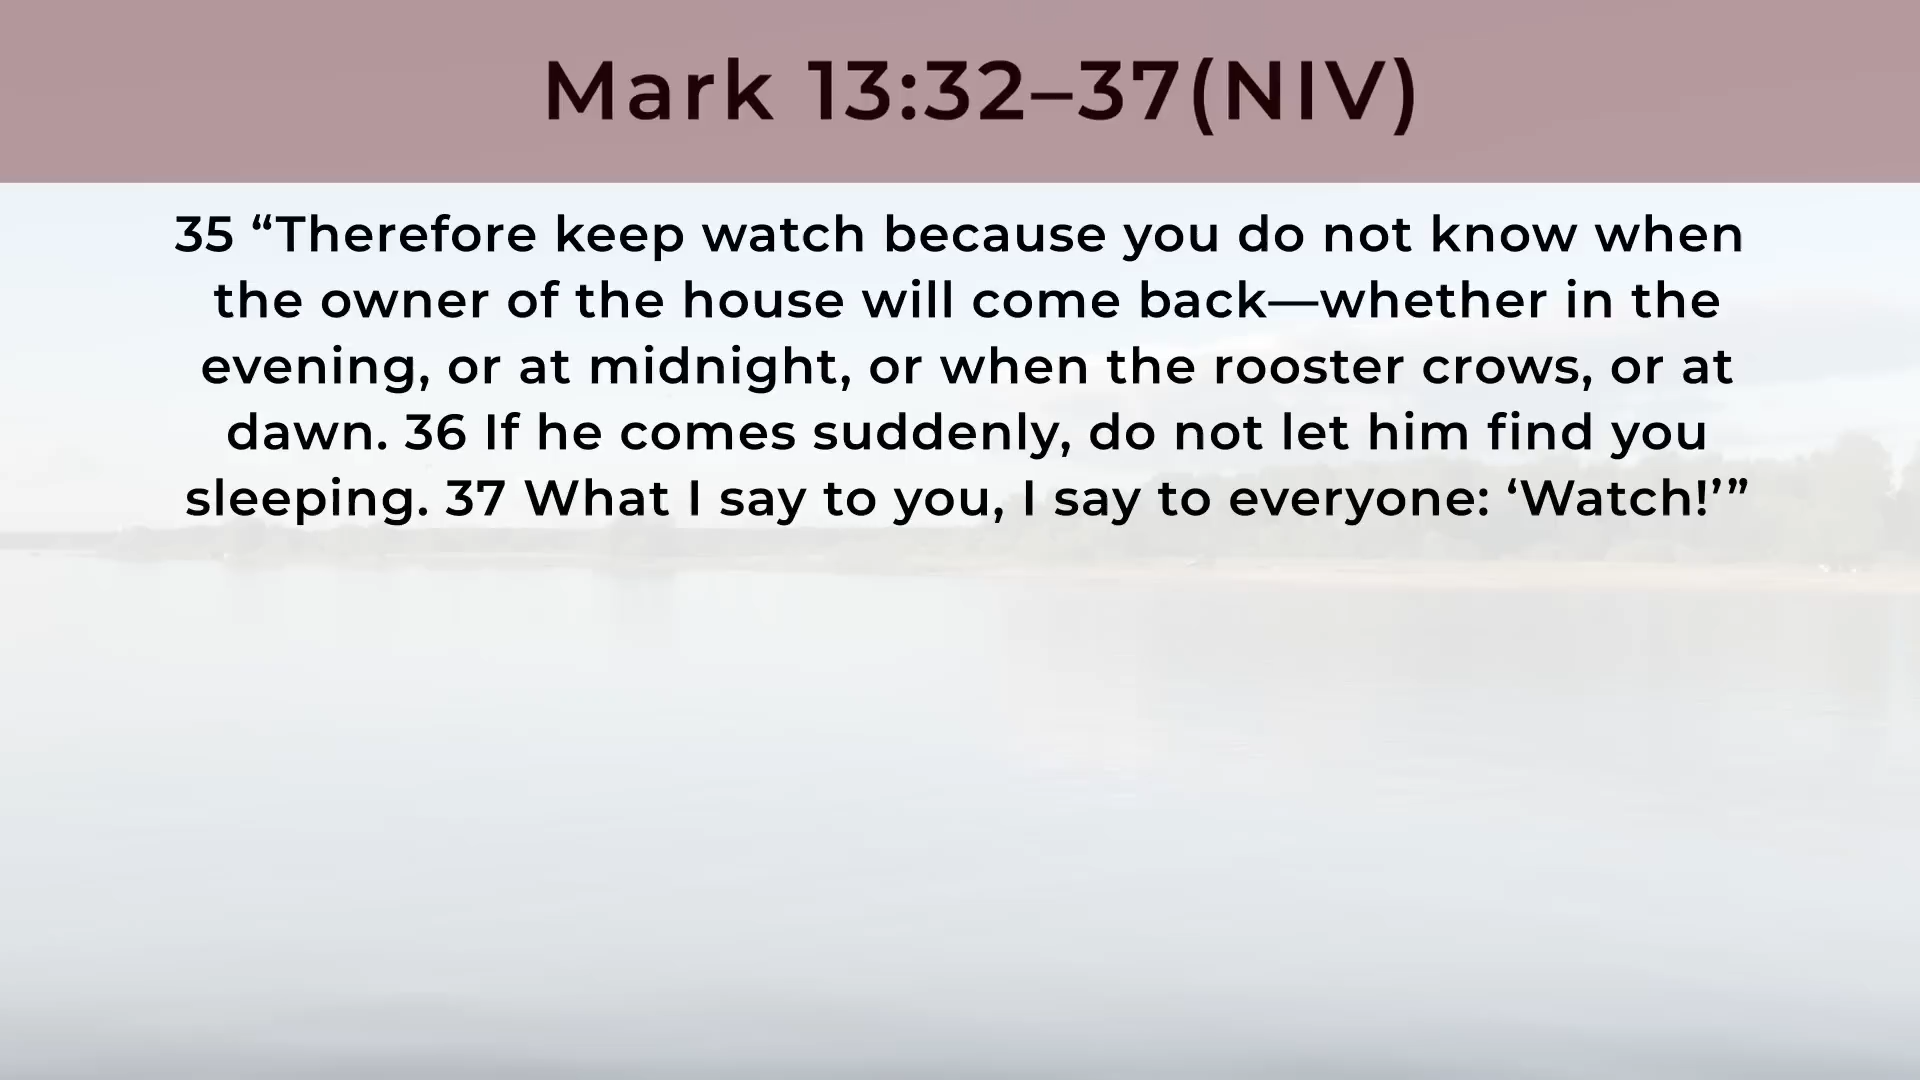 Mark 13:32–37(NIV)
35 “Therefore keep watch because you do not know when
the owner of the house will come back—whether in the
evening, or at midnight, or when the rooster crows, or at
dawn. 36 If he comes suddenly, do not let him find you
sleeping. 37 What I say to you, I say to everyone: ‘Watch!’”